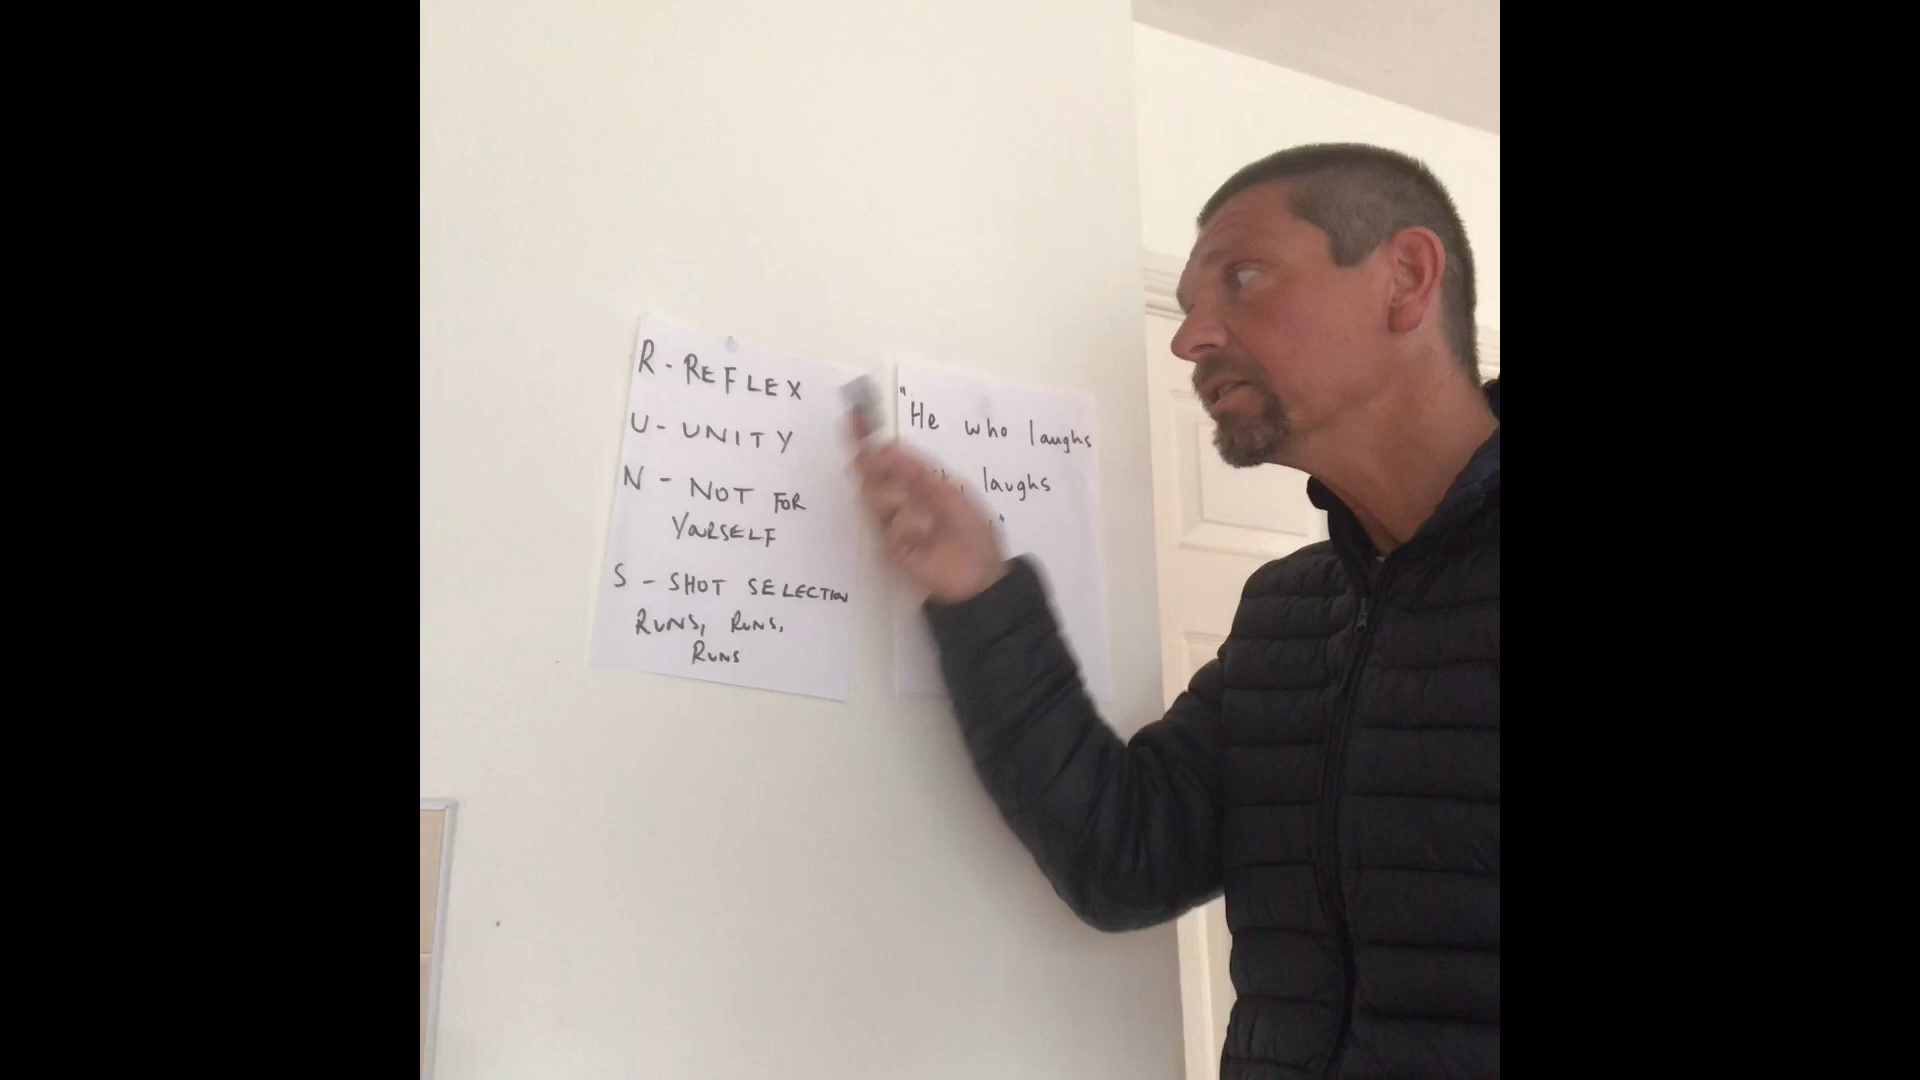 R - REFLEX
U - UNITY
N - NOT FOR
YOURSELF
S - SHOT SELECTION
RUNS, RUNS,
RUNS
"He who laughs
laughs
"